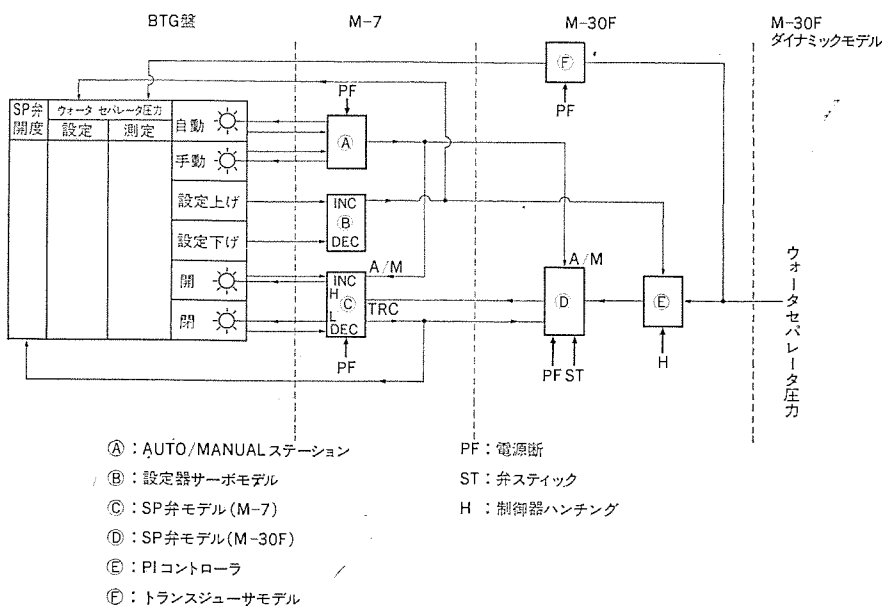 BTG盤
M-7
M-30F
M-30F
ダイナミックモデル
SP弁
開度
ウォータ セパレータ圧力
設定
測定
自動
手動
設定上げ
設定下げ
開
閉
PF
Ⓐ
INC
Ⓑ
DEC
A/M
INC
H
Ⓒ
L
DEC
TRC
PF
Ⓕ
PF
A/M
Ⓓ
PF ST
Ⓔ
H
ウォータセパレータ圧力
Ⓐ:AUTO/MANUALステーション
Ⓑ:設定器サーボモデル
Ⓒ:SP弁モデル(M-7)
Ⓓ:SP弁モデル(M-30F)
Ⓔ:PIコントローラ
Ⓕ:トランスジューサモデル
PF:電源断
ST:弁スティック
H:制御器ハンチング